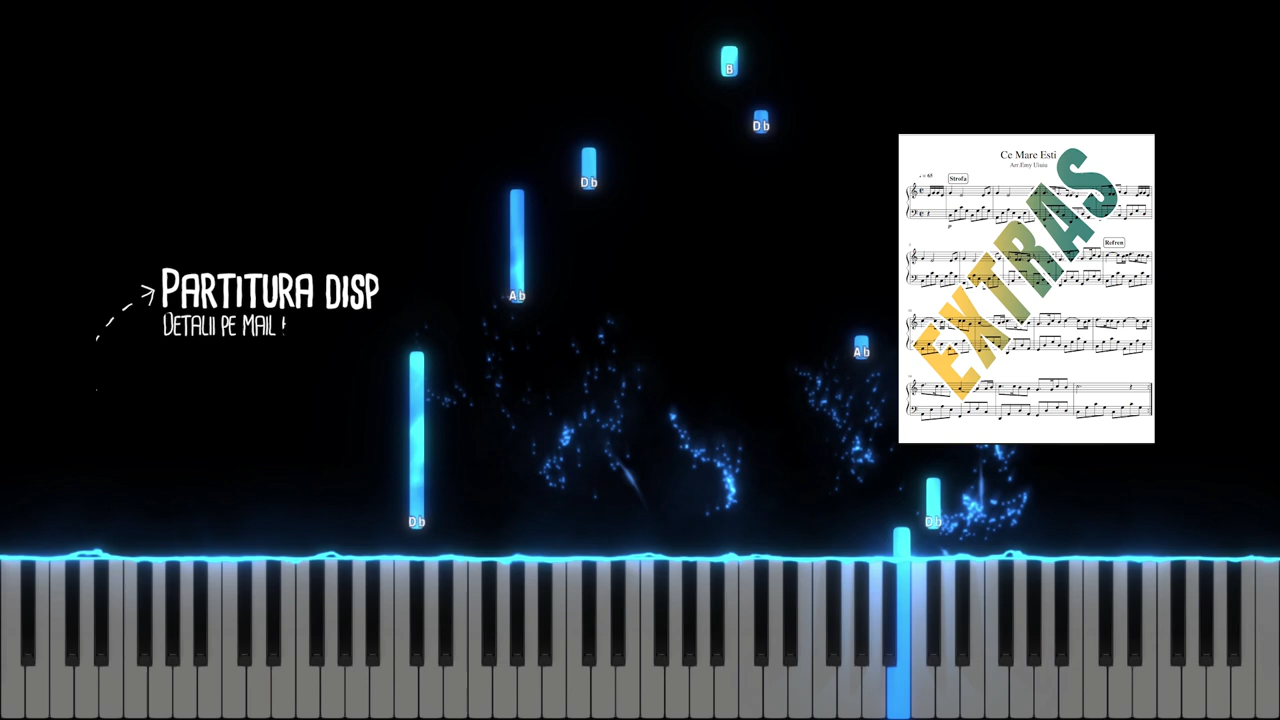 B
Db
Db
Ab
Partitura disp
Detalii pe mail !
Db
Ab
Db
Ce Mare Esti
Arr.Emy Uisiu
Strofa
Refren
EXTRAS